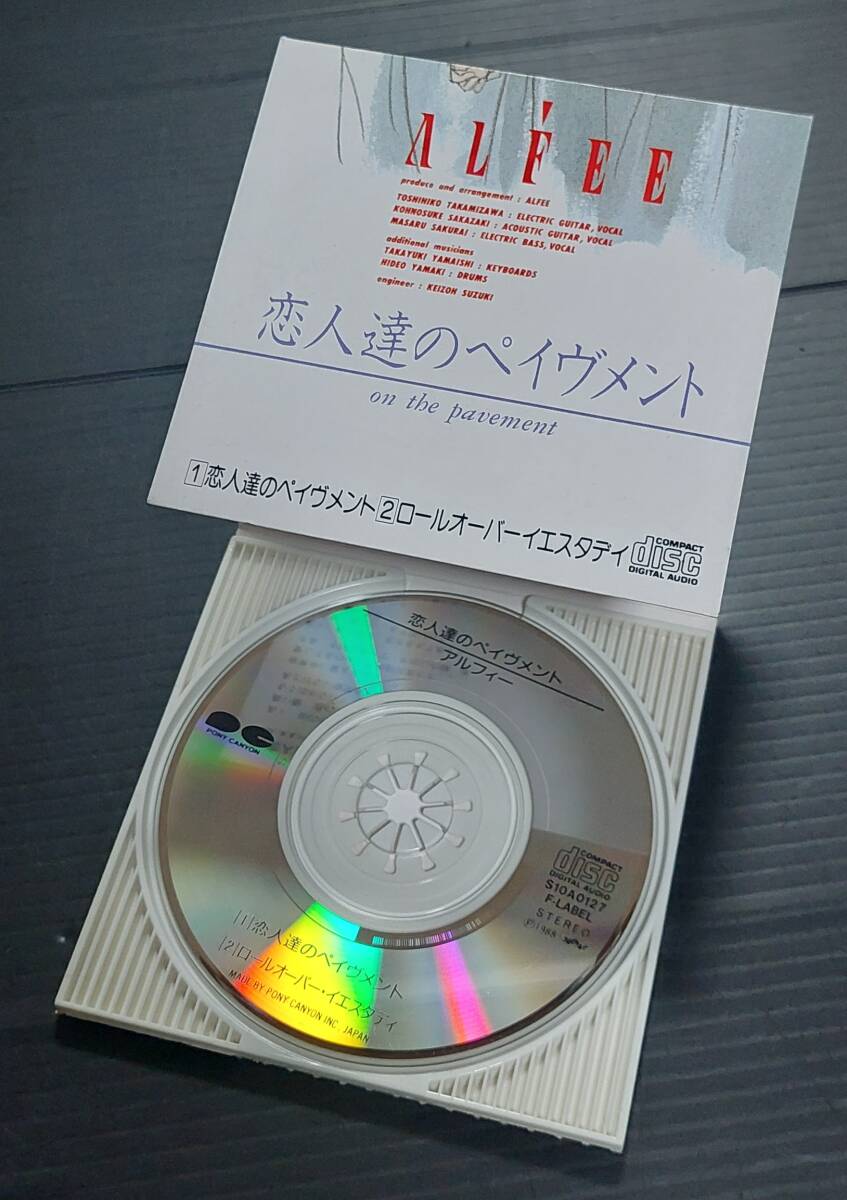 ALFEE
produce and arrangement : ALFEE
TOSHIHIKO TAKAMIZAWA : ELECTRIC GUITAR, VOCAL
KOHNOSUKE SAKAZAKI : ACOUSTIC GUITAR, VOCAL
MASARU SAKURAI : ELECTRIC BASS, VOCAL
additional musicians
TAKAYUKI YAMAISHI : KEYBOARDS
HIDEO YAMAKI : DRUMS
engineer : KEIZOH SUZUKI
恋人達のペイヴメント
on the pavement
1 恋人達のペイヴメント 2 ロールオーバーイエスタデイ
COMPACT
disc
DIGITAL AUDIO
恋人達のペイヴメント
アルフィー
PONY CANYON
COMPACT
disc
DIGITAL AUDIO
S10A0127
F-LABEL
STEREO
Ⓟ1988
1 恋人達のペイヴメント
2 ロールオーバー・イエスタデイ
BY PONY CANYON INC. JAPAN